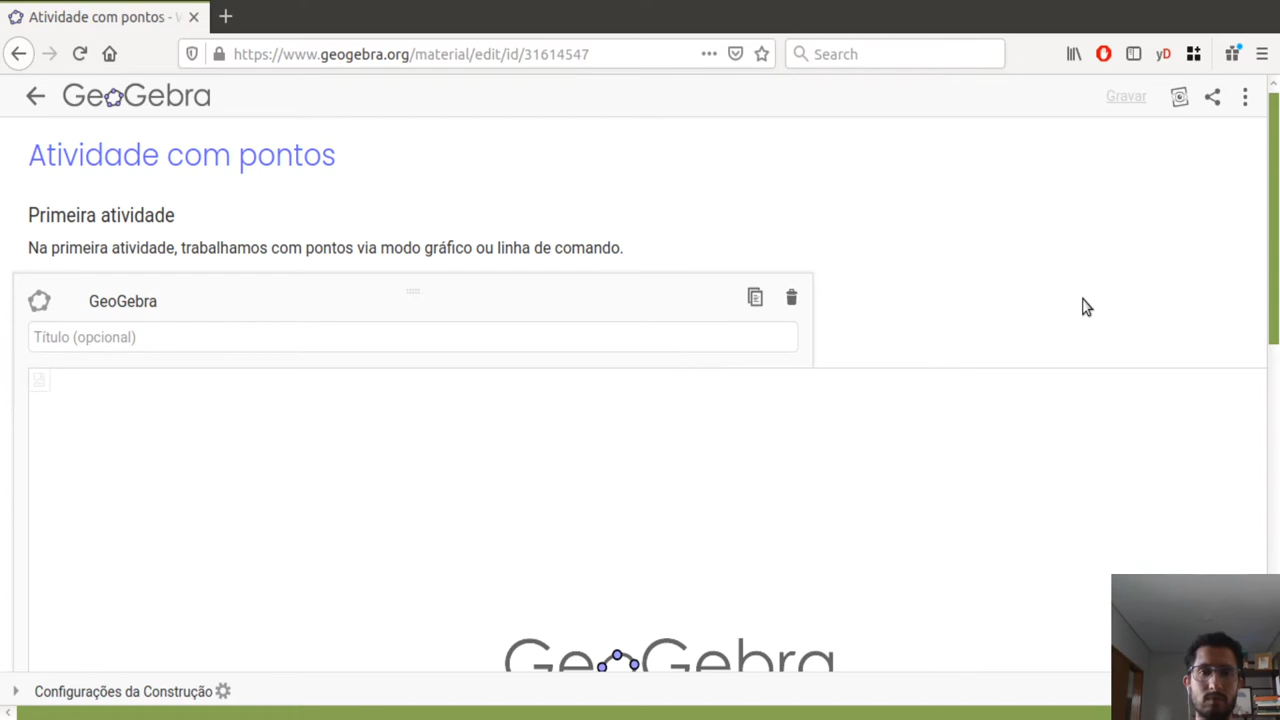 Atividade com pontos - W
https://www.geogebra.org/material/edit/id/31614547
Search
yD
GeoGebra
Gravar
Atividade com pontos
Primeira atividade
Na primeira atividade, trabalhamos com pontos via modo gráfico ou linha de comando.
GeoGebra
Título (opcional)
GeoGebra
Configurações da Construção